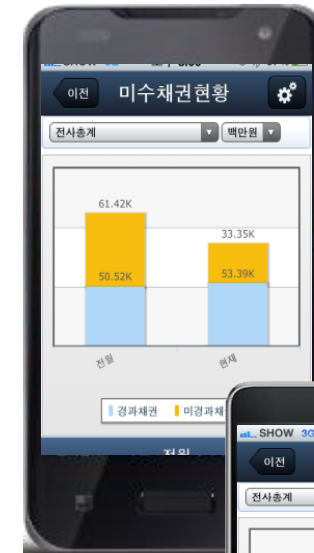 이전 미수채권현황
전사총계 백만원
61.42K
33.35K
50.52K
53.39K
전월 현재
경과채권 미경과채
SHOW 3G
이전
전사총계